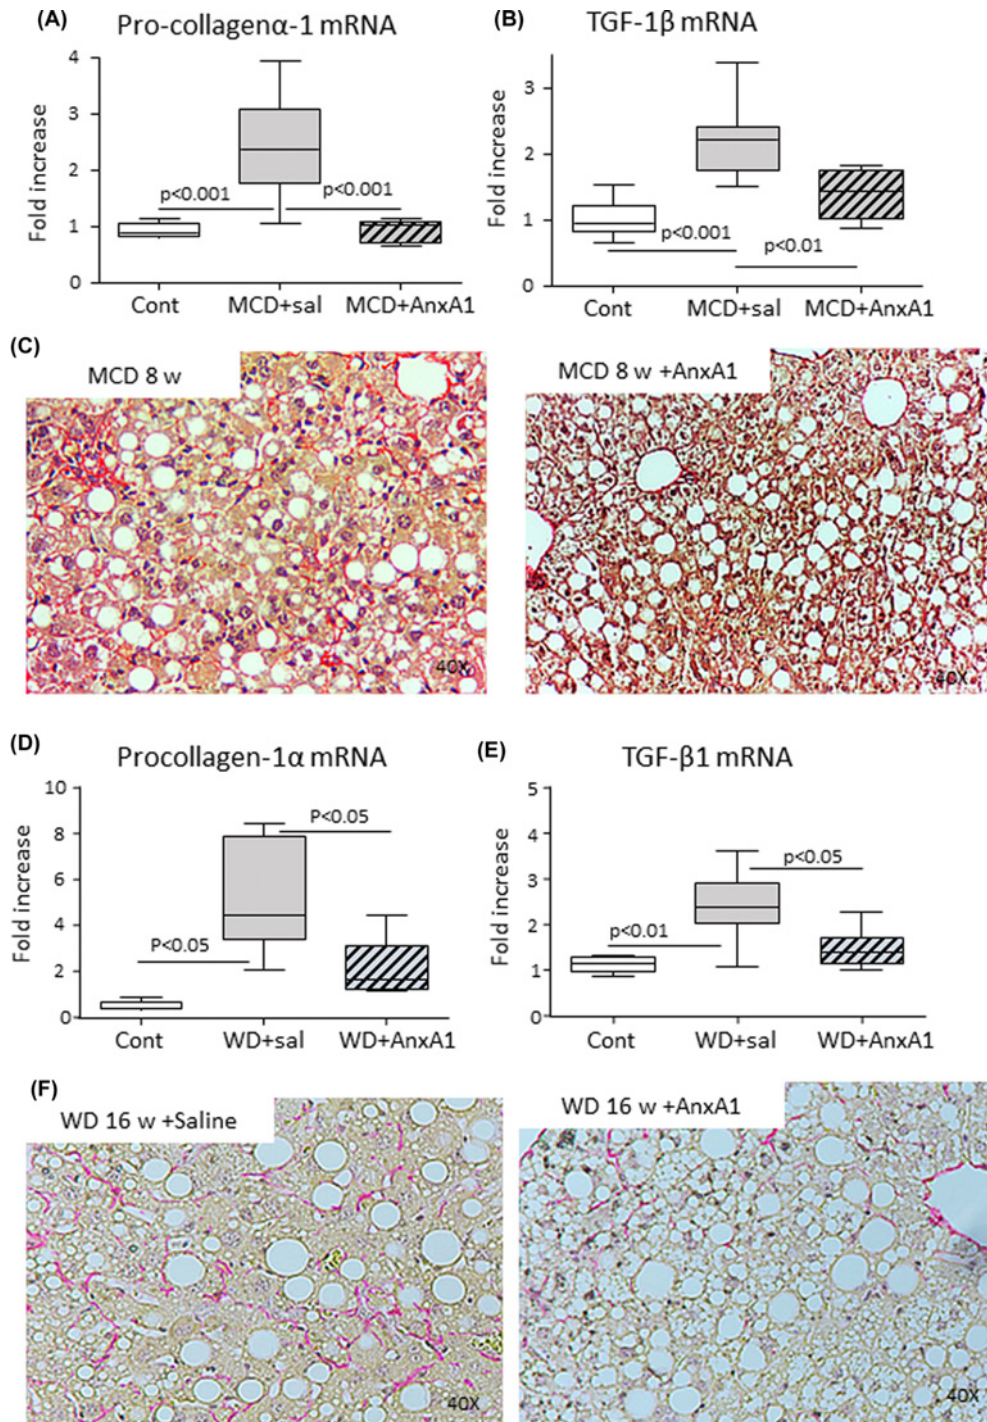 (A)
Pro-collagenα-1 mRNA
4
3
2
1
0
Fold increase
p<0.001
p<0.001
Cont
MCD+sal
MCD+AnxA1
(B)
TGF-1β mRNA
3
2
1
0
Fold increase
p<0.001
p<0.01
Cont
MCD+sal
MCD+AnxA1
(C)
MCD 8 w
40X
MCD 8 w +AnxA1
40X
(D)
Procollagen-1α mRNA
10
8
6
4
2
0
Fold increase
P<0.05
P<0.05
Cont
WD+sal
WD+AnxA1
(E)
TGF-β1 mRNA
5
4
3
2
1
0
Fold increase
p<0.01
p<0.05
Cont
WD+sal
WD+AnxA1
(F)
WD 16 w +Saline
40X
WD 16 w +AnxA1
40X